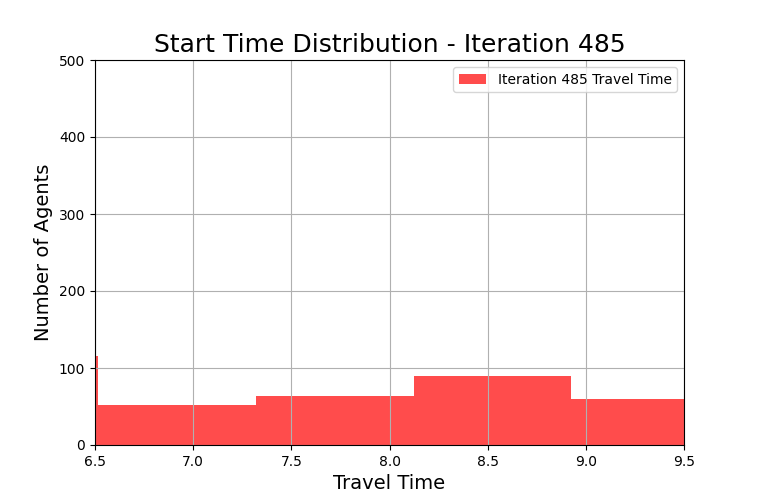 Start Time Distribution - Iteration 485
Iteration 485 Travel Time
Number of Agents
500
400
300
200
100
0
6.5 7.0 7.5 8.0 8.5 9.0 9.5
Travel Time